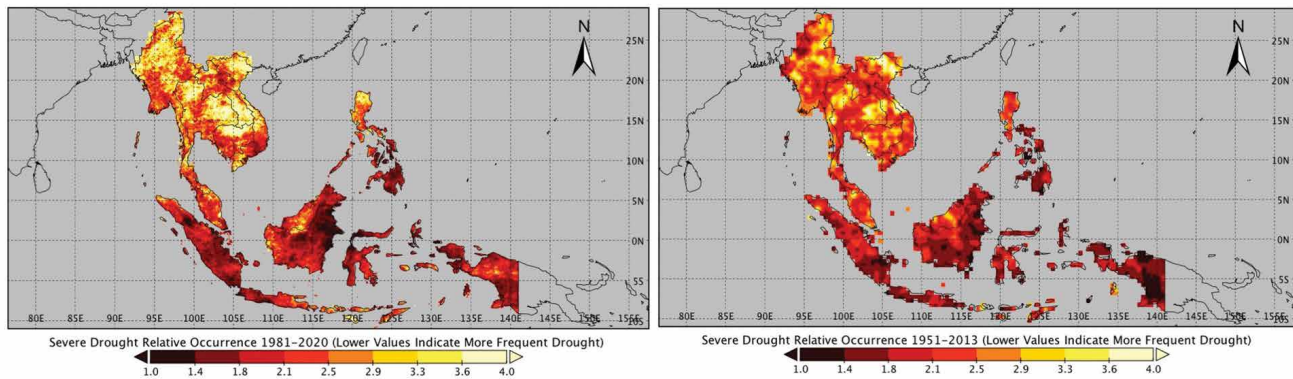 N
25N
20N
15N
10N
5N
0N
5S
10S
80E 85E 90E 95E 100E 105E 110E 115E 120E 125E 130E 135E 140E 145E 150E 155E
Severe Drought Relative Occurrence 1981-2020 (Lower Values Indicate More Frequent Drought)
1.0 1.4 1.8 2.1 2.5 2.9 3.3 3.6 4.0
N
25N
20N
15N
10N
5N
0N
5S
10S
80E 85E 90E 95E 100E 105E 110E 115E 120E 125E 130E 135E 140E 145E 150E 155E
Severe Drought Relative Occurrence 1951-2013 (Lower Values Indicate More Frequent Drought)
1.0 1.4 1.8 2.1 2.5 2.9 3.3 3.6 4.0